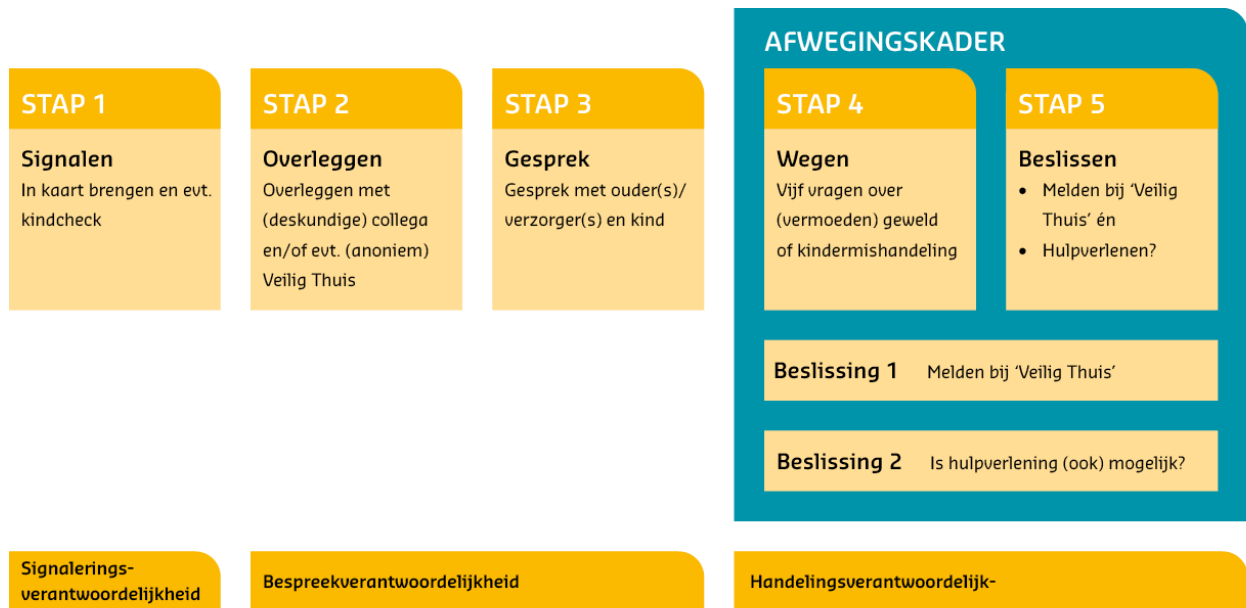 AFWEGINGSKADER
STAP 1
Signalen
In kaart brengen en evt.
kindcheck
STAP 2
Overleggen
Overleggen met
(deskundige) collega
en/of evt. (anoniem)
Veilig Thuis
STAP 3
Gesprek
Gesprek met ouder(s)/
verzorger(s) en kind
STAP 4
Wegen
Vijf vragen over
(vermoeden) geweld
of kindermishandeling
STAP 5
Beslissen
• Melden bij ‘Veilig
Thuis’ én
• Hulpverlenen?
Beslissing 1 Melden bij ‘Veilig Thuis’
Beslissing 2 Is hulpverlening (ook) mogelijk?
Signalerings-
verantwoordelijkheid
Bespreekverantwoordelijkheid
Handelingsverantwoordelijk-